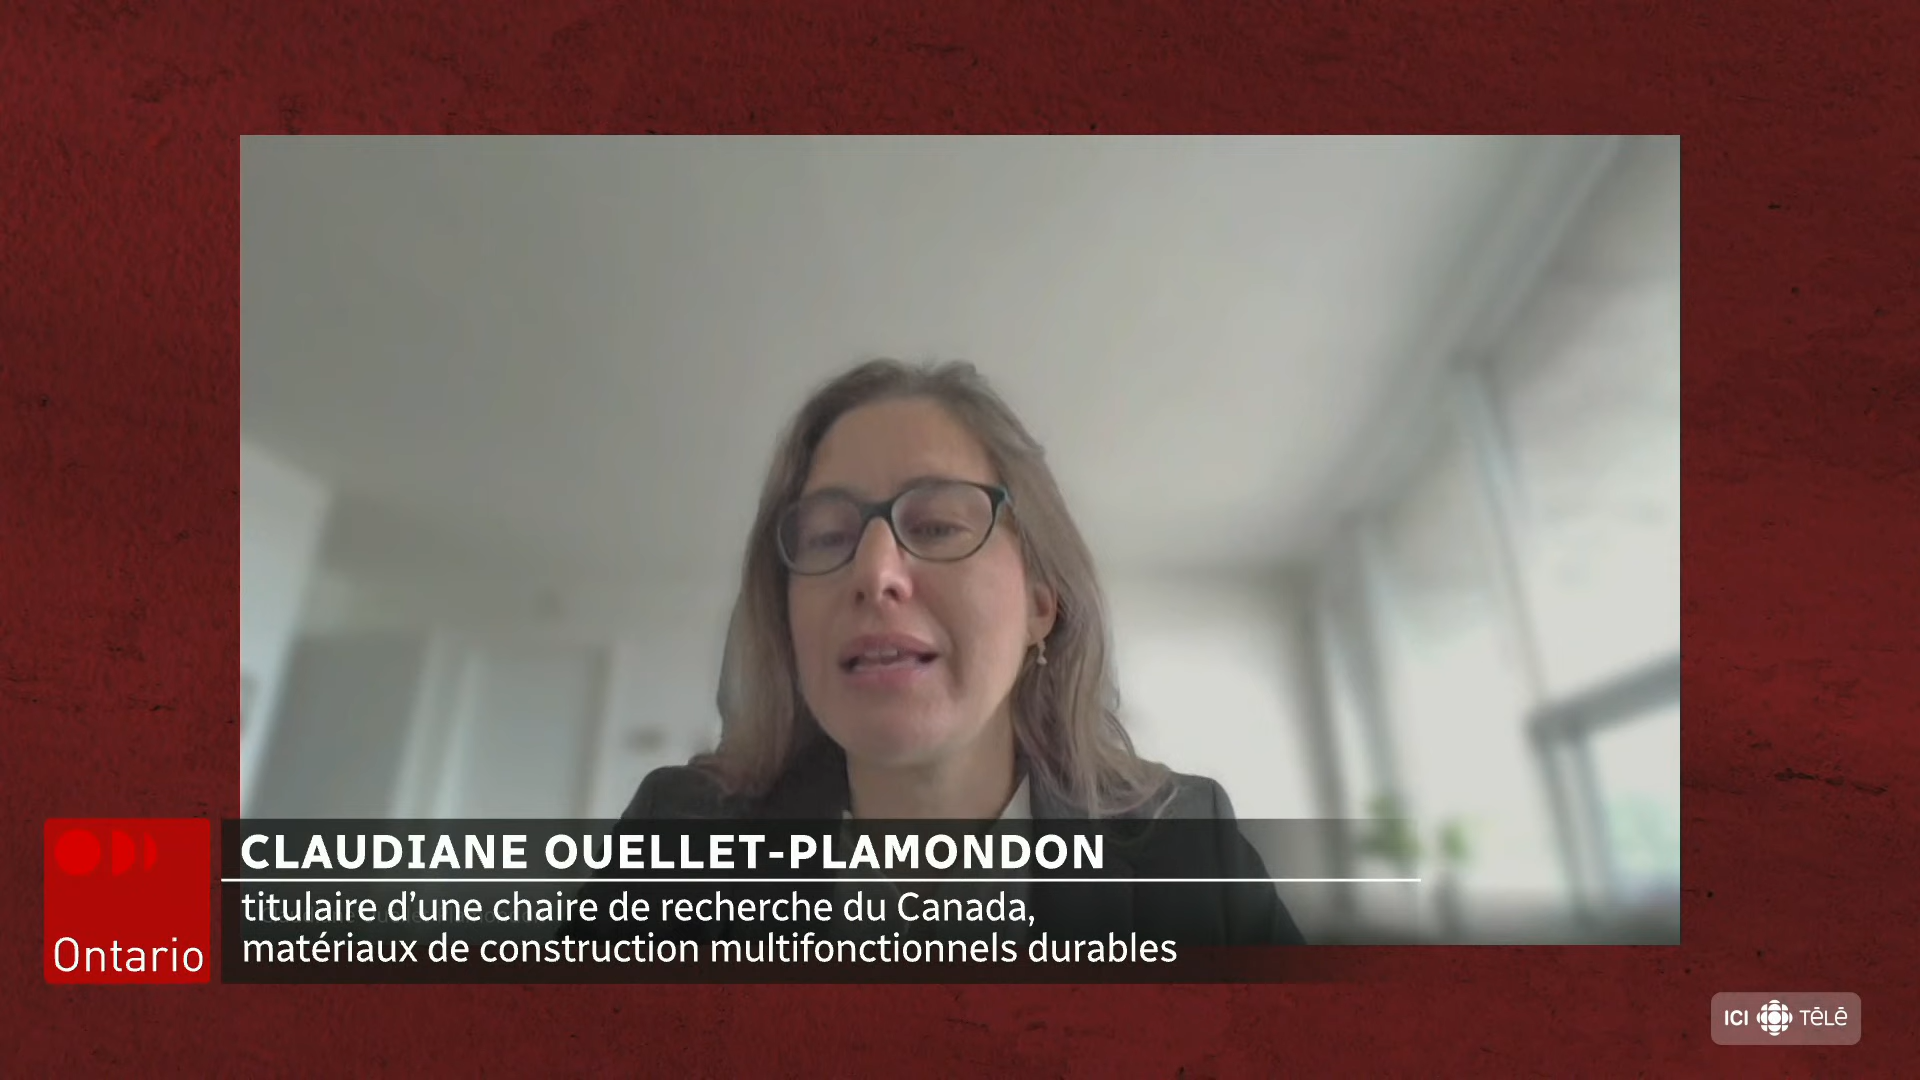 CLAUDIANE OUELLET-PLAMONDON
titulaire d'une chaire de recherche du Canada,
matériaux de construction multifonctionnels durables
Ontario
ICI TÉLÉ